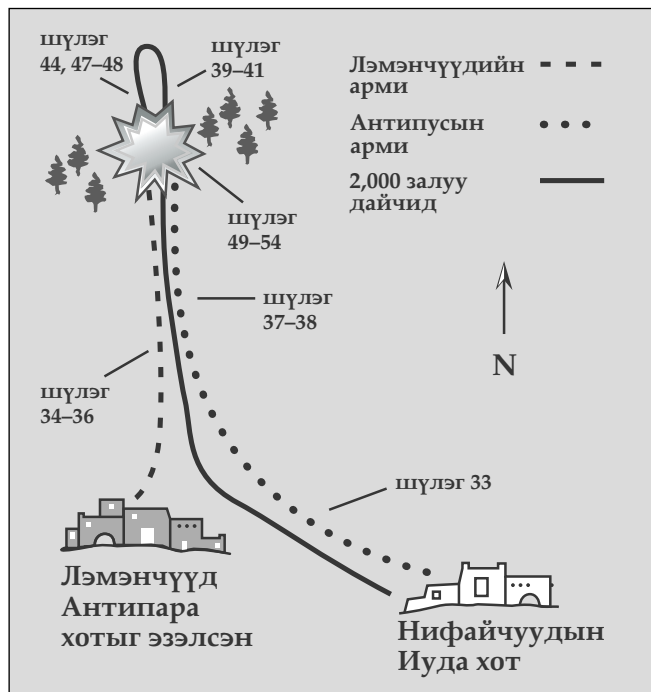 шүлэг
44, 47–48
шүлэг
39–41
Лэмэнчүүдийн
арми
Антипусын
арми
2,000 залуу
дайчид
шүлэг
49–54
шүлэг
37–38
N
шүлэг
34–36
шүлэг 33
Лэмэнчүүд
Антипара
хотыг эзэлсэн
Нифайчуудын
Иуда хот